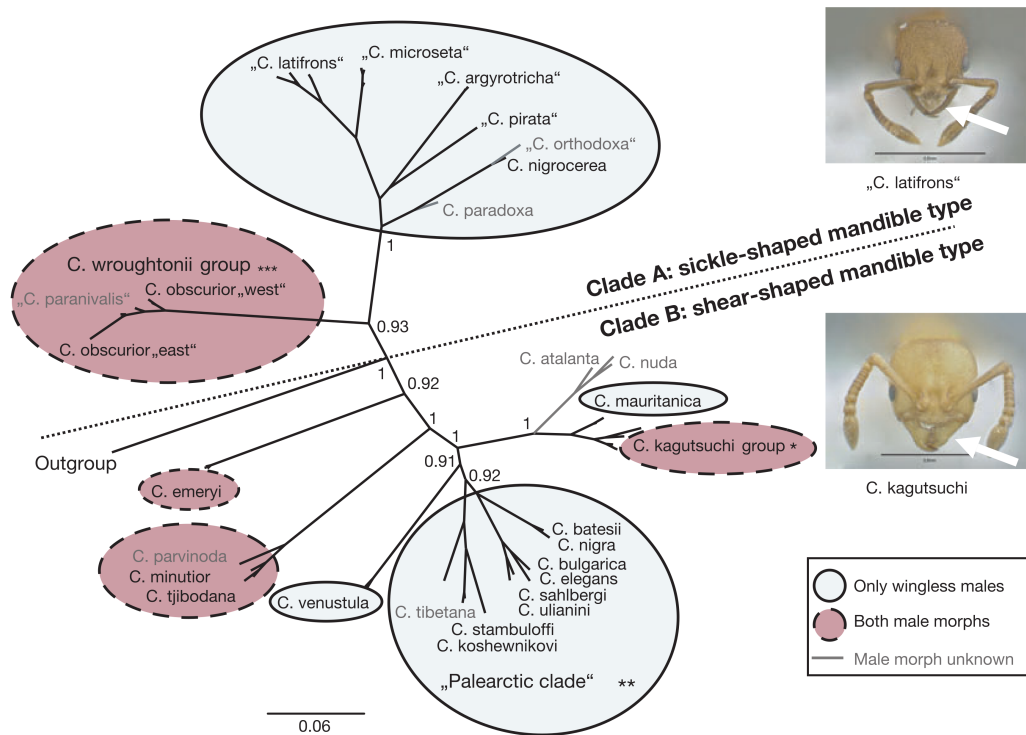 „C. latifrons“
„C. microseta“
„C. argyrotricha“
„C. pirata“
„C. orthodoxa“
C. nigrocerea
C. paradoxa
1
„C. latifrons“
Clade A: sickle-shaped mandible type
Clade B: shear-shaped mandible type
C. wroughtonii group ***
„C. paranivalis“
C. obscurior „west“
C. obscurior „east“
0.93
1
0.92
Outgroup
C. atalanta
C. nuda
C. mauritanica
1
1
1
C. kagutsuchi group *
C. kagutsuchi
0.91
0.92
C. emeryi
C. parvinoda
C. minutior
C. tjibodana
C. venustula
C. batesii
C. nigra
C. bulgarica
C. elegans
C. sahlbergi
C. ulianini
C. tibetana
C. stambuloffi
C. koshewnikovi
„Palearctic clade“ **
Only wingless males
Both male morphs
Male morph unknown
0.06